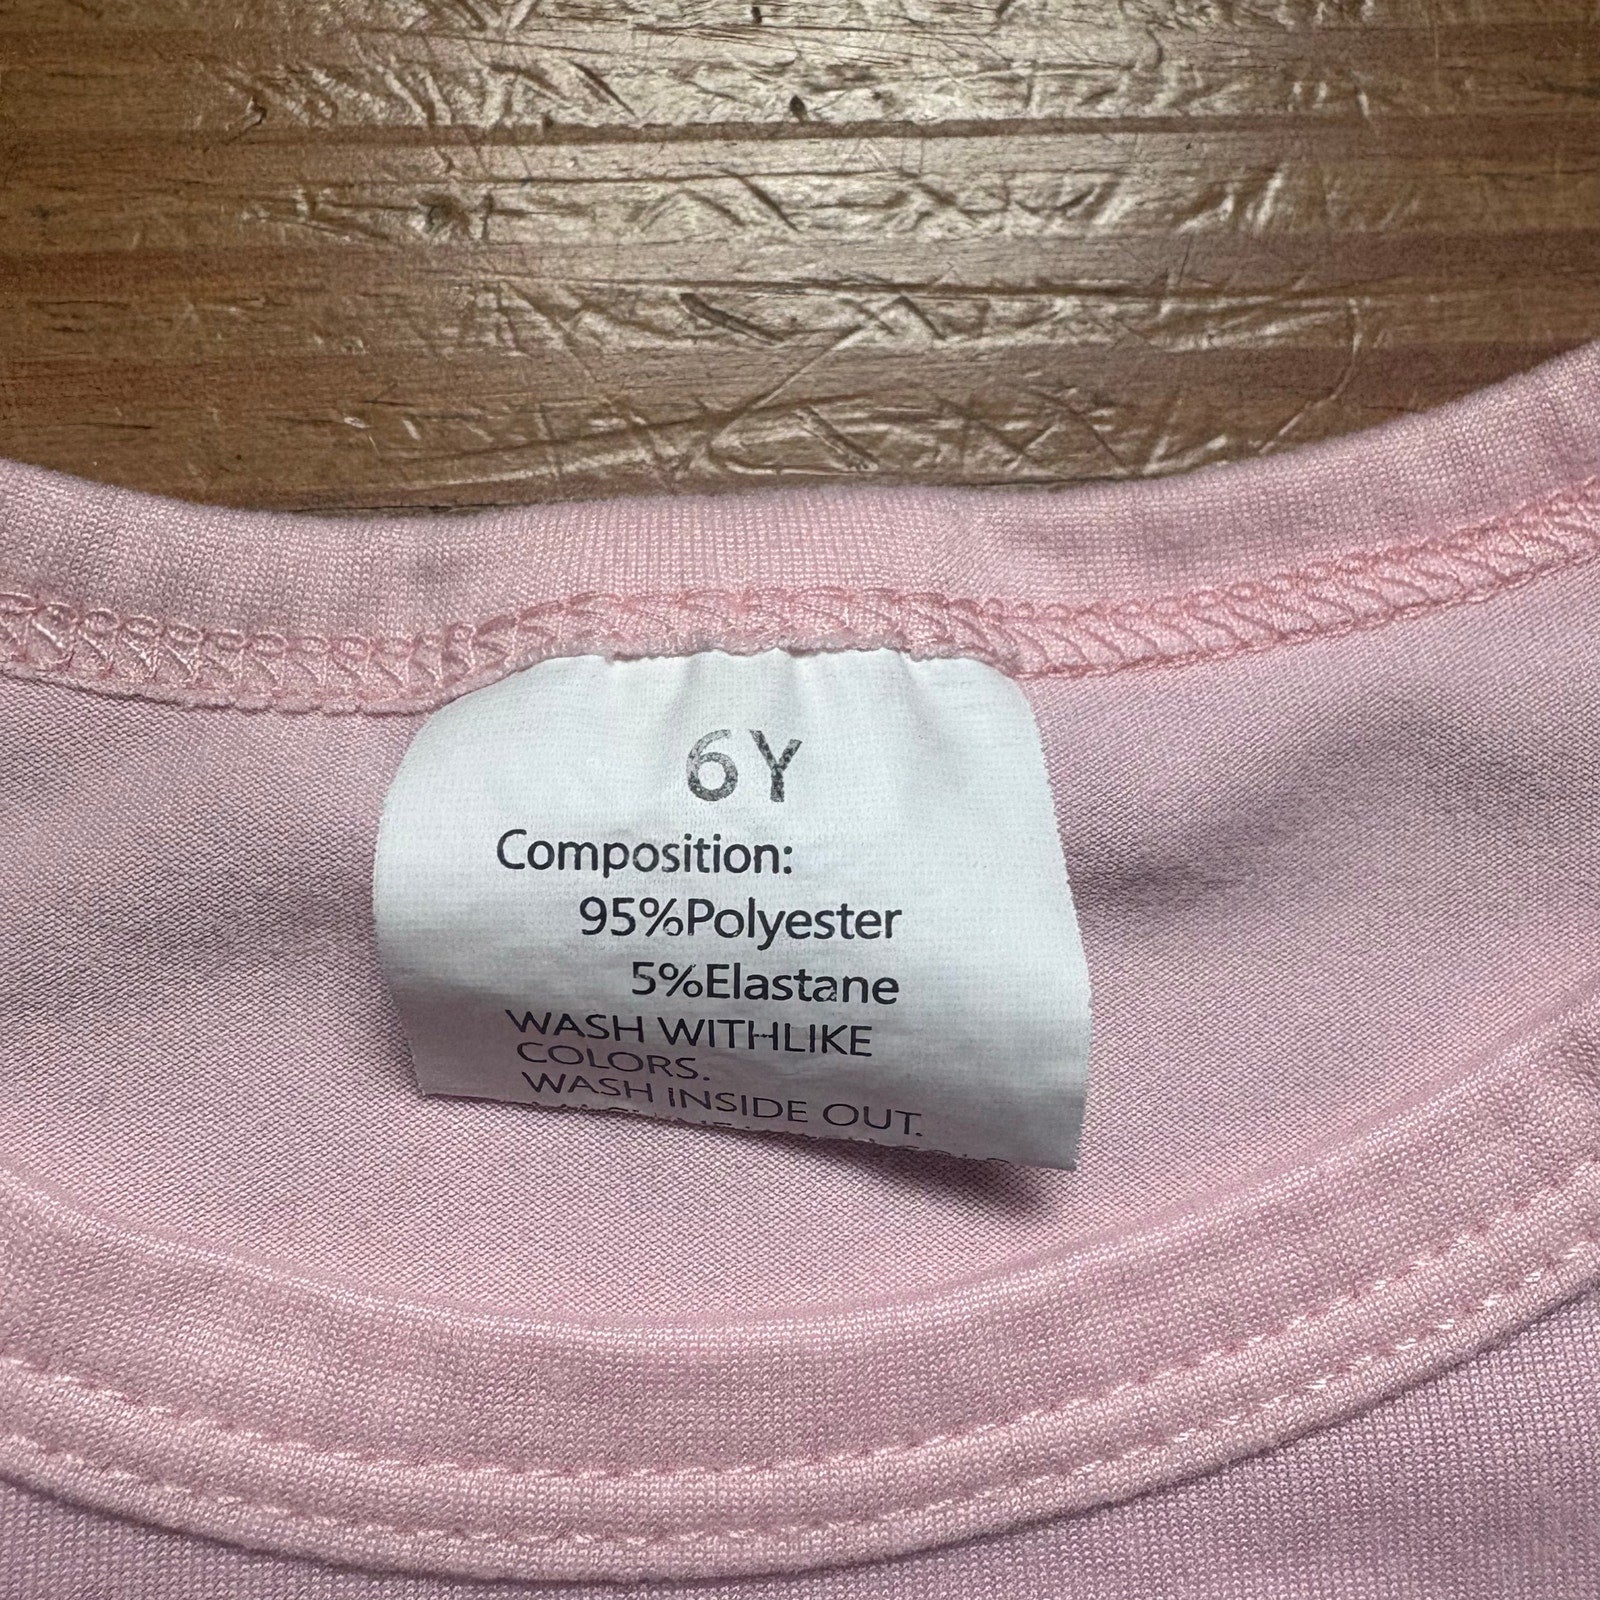 6Y
Composition:
95%Polyester
5%Elastane
WASH WITHLIKE
COLORS.
WASH INSIDE OUT.